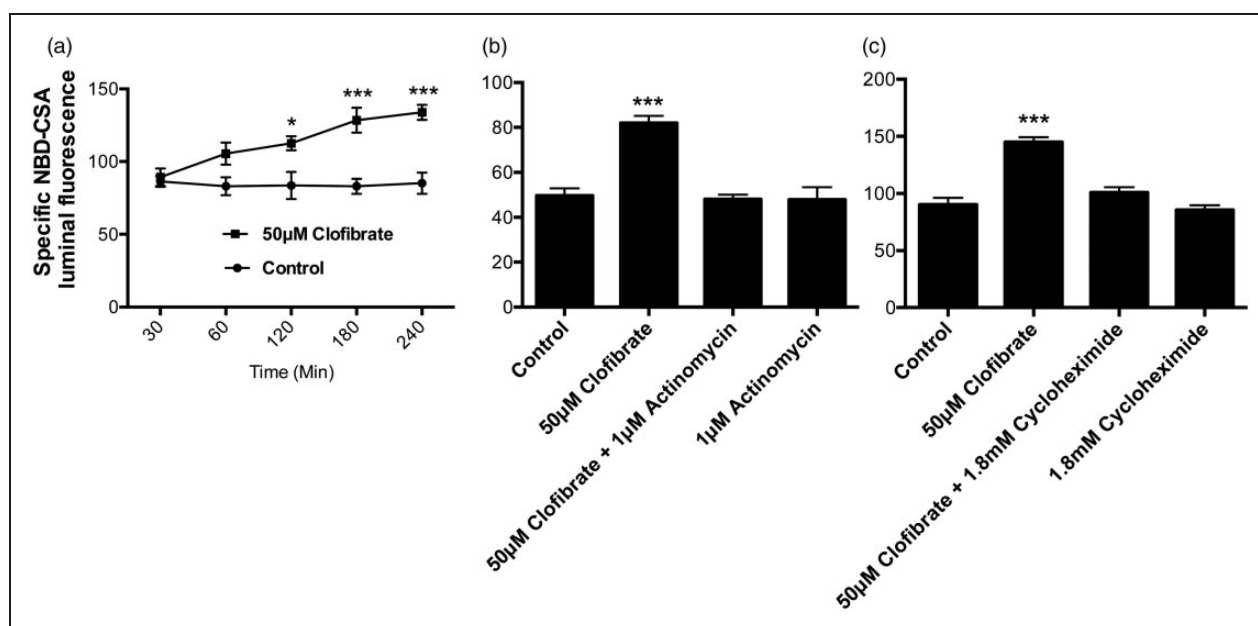 (a)
Specific NBD-CSA
luminal fluorescence
150
100
50
0
***
***
*
50µM Clofibrate
Control
30
60
120
180
240
Time (Min)
(b)
100
80
60
40
20
0
***
Control
50µM Clofibrate
50µM Clofibrate + 1µM Actinomycin
1µM Actinomycin
(c)
200
150
100
50
0
***
Control
50µM Clofibrate
50µM Clofibrate + 1.8mM Cycloheximide
1.8mM Cycloheximide